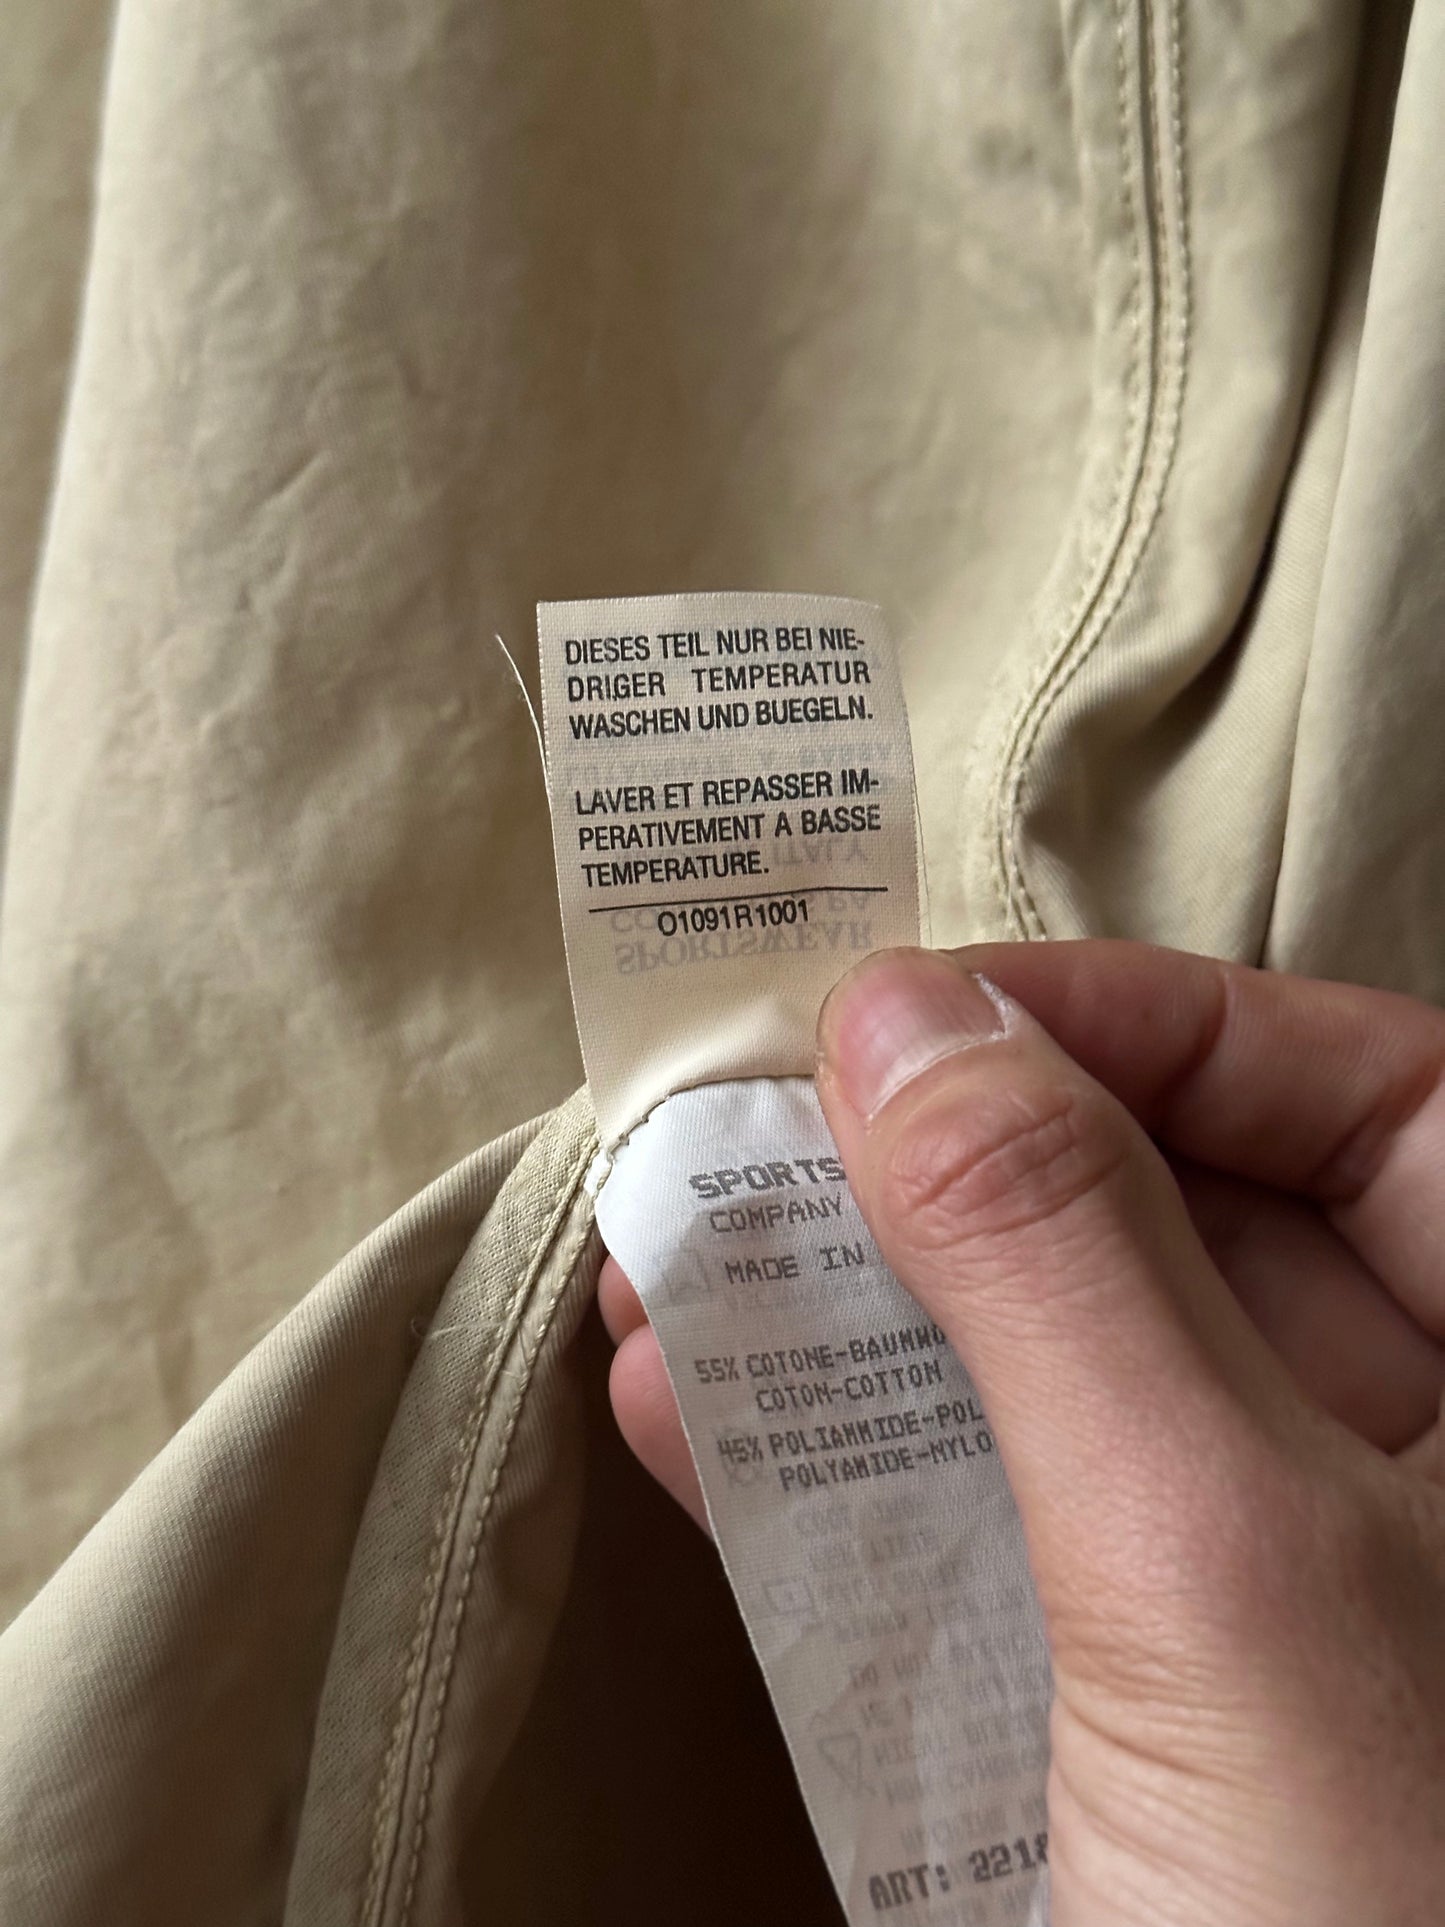 DIESES TEIL NUR BEI NIE-
DRIGER TEMPERATUR
WASCHEN UND BUEGELN.
LAVER ET REPASSER IM-
PERATIVEMENT A BASSE
TEMPERATURE.
O1091R1001
SPORTS
COMPANY
MADE IN
55% COTONE-BAUMWO
COTON-COTTON
45% POLIAMMIDE-POL
POLYAMIDE-NYLO
ART: 221